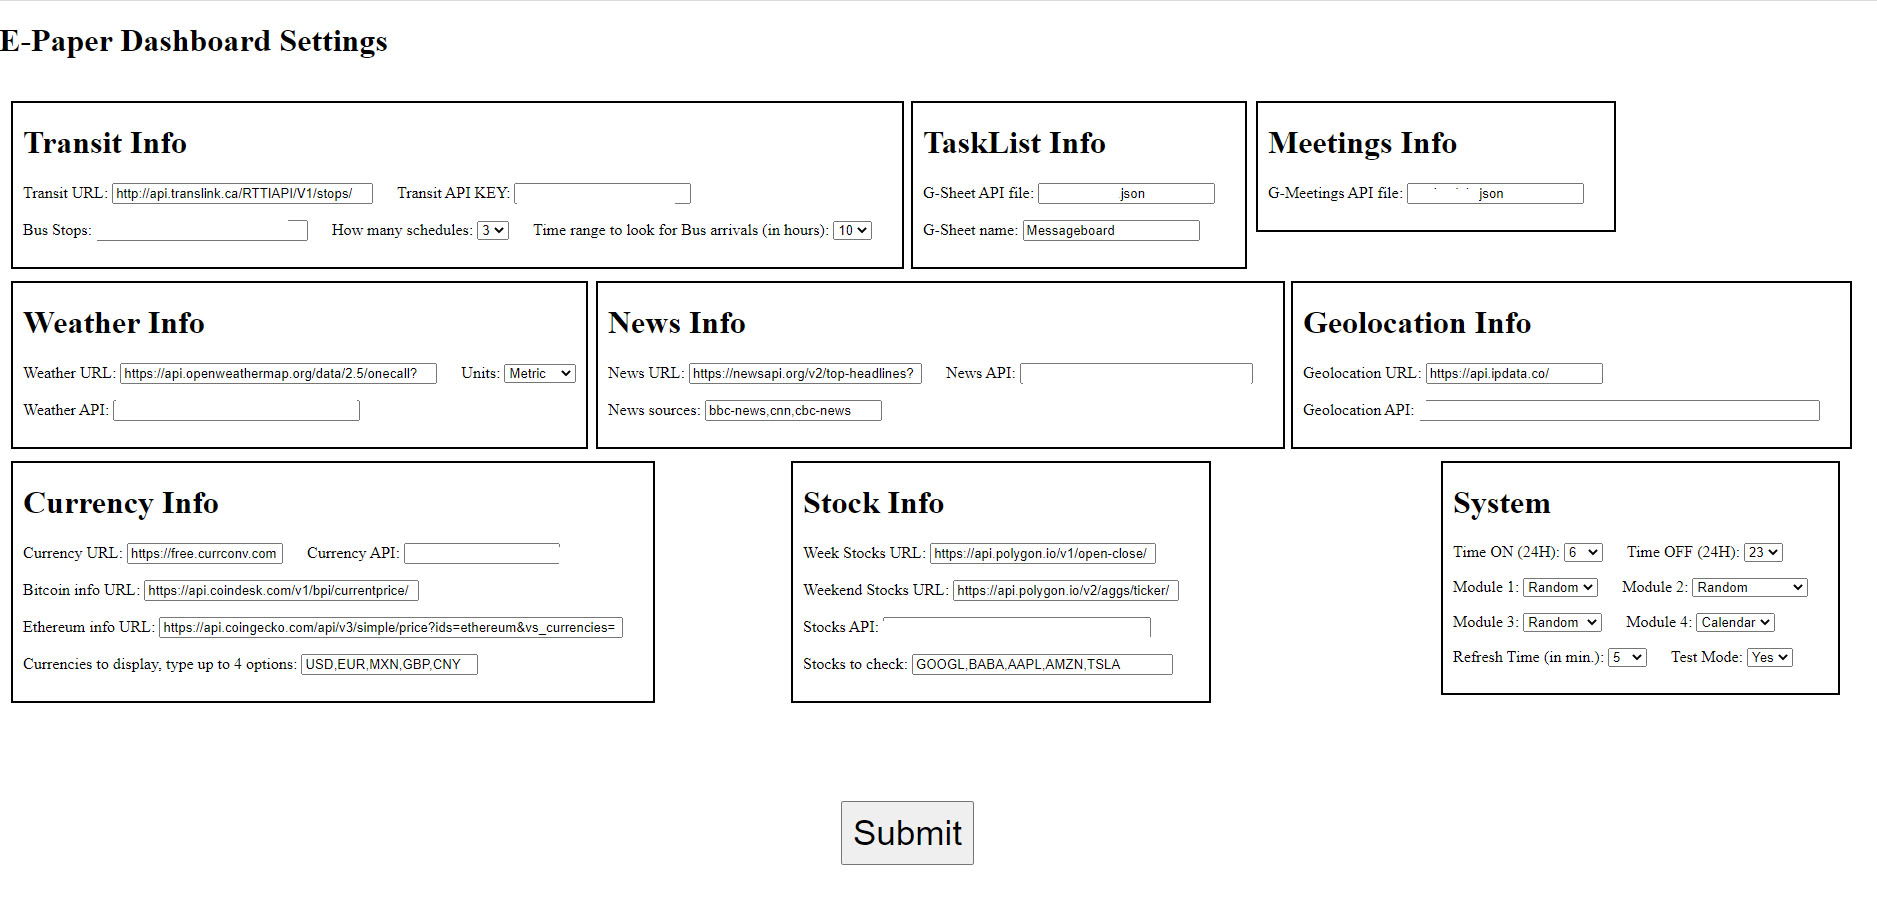 E-Paper Dashboard Settings
Transit Info
Transit URL: http://api.translink.ca/RTTIAPI/V1/stops/ Transit API KEY:
Bus Stops: How many schedules: 3 Time range to look for Bus arrivals (in hours): 10
TaskList Info
G-Sheet API file: json
G-Sheet name: Messageboard
Meetings Info
G-Meetings API file: json
Weather Info
Weather URL: https://api.openweathermap.org/data/2.5/onecall? Units: Metric
Weather API:
News Info
News URL: https://newsapi.org/v2/top-headlines? News API:
News sources: bbc-news,cnn,cbc-news
Geolocation Info
Geolocation URL: https://api.ipdata.co/
Geolocation API:
Currency Info
Currency URL: https://free.currconv.com Currency API:
Bitcoin info URL: https://api.coindesk.com/v1/bpi/currentprice/
Ethereum info URL: https://api.coingecko.com/api/v3/simple/price?ids=ethereum&vs_currencies=
Currencies to display, type up to 4 options: USD,EUR,MXN,GBP,CNY
Stock Info
Week Stocks URL: https://api.polygon.io/v1/open-close/
Weekend Stocks URL: https://api.polygon.io/v2/aggs/ticker/
Stocks API:
Stocks to check: GOOGL,BABA,AAPL,AMZN,TSLA
System
Time ON (24H): 6 Time OFF (24H): 23
Module 1: Random Module 2: Random
Module 3: Random Module 4: Calendar
Refresh Time (in min.): 5 Test Mode: Yes
Submit